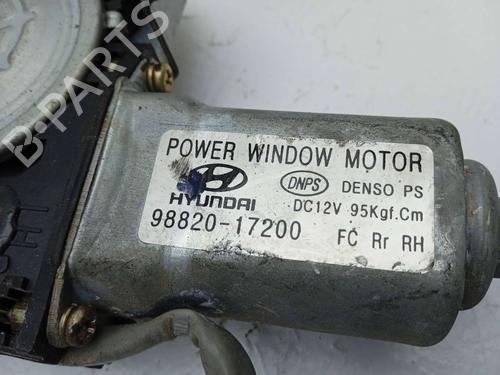 B-PARTS
POWER WINDOW MOTOR
HYUNDAI
DNPS
DENSO PS
DC12V 95Kgf.Cm
98820-17200
FC Rr RH